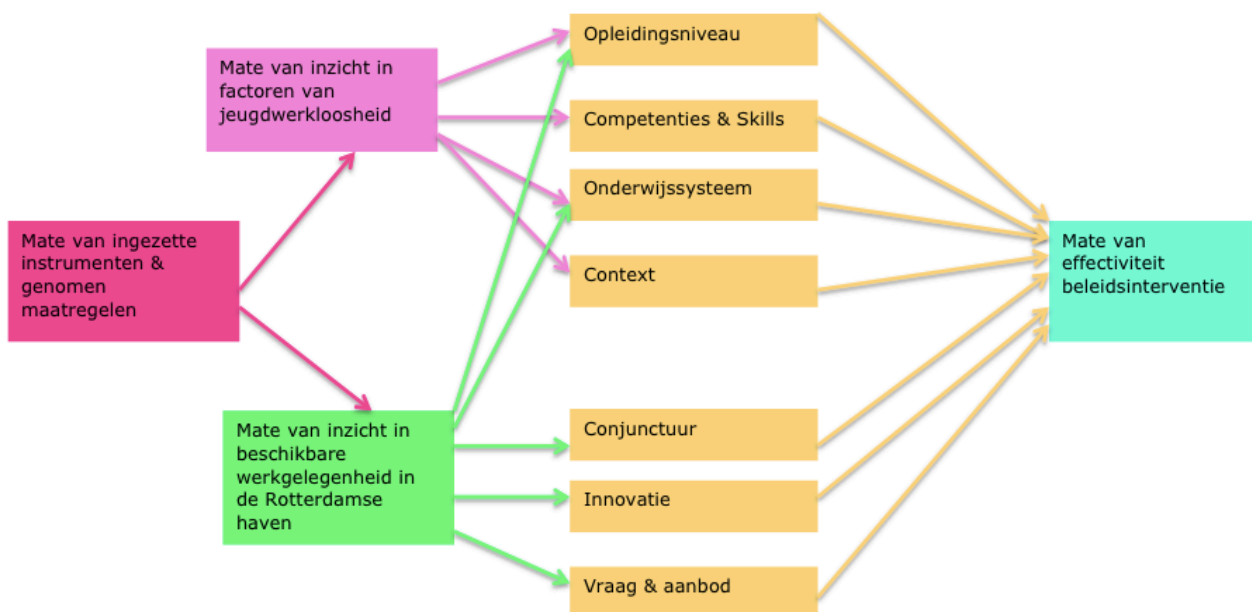 Mate van ingezette
instrumenten &
genomen
maatregelen
Mate van inzicht in
factoren van
jeugdwerkloosheid
Mate van inzicht in
beschikbare
werkgelegenheid in
de Rotterdamse
haven
Opleidingsniveau
Competenties & Skills
Onderwijssysteem
Context
Conjunctuur
Innovatie
Vraag & aanbod
Mate van
effectiviteit
beleidsinterventie